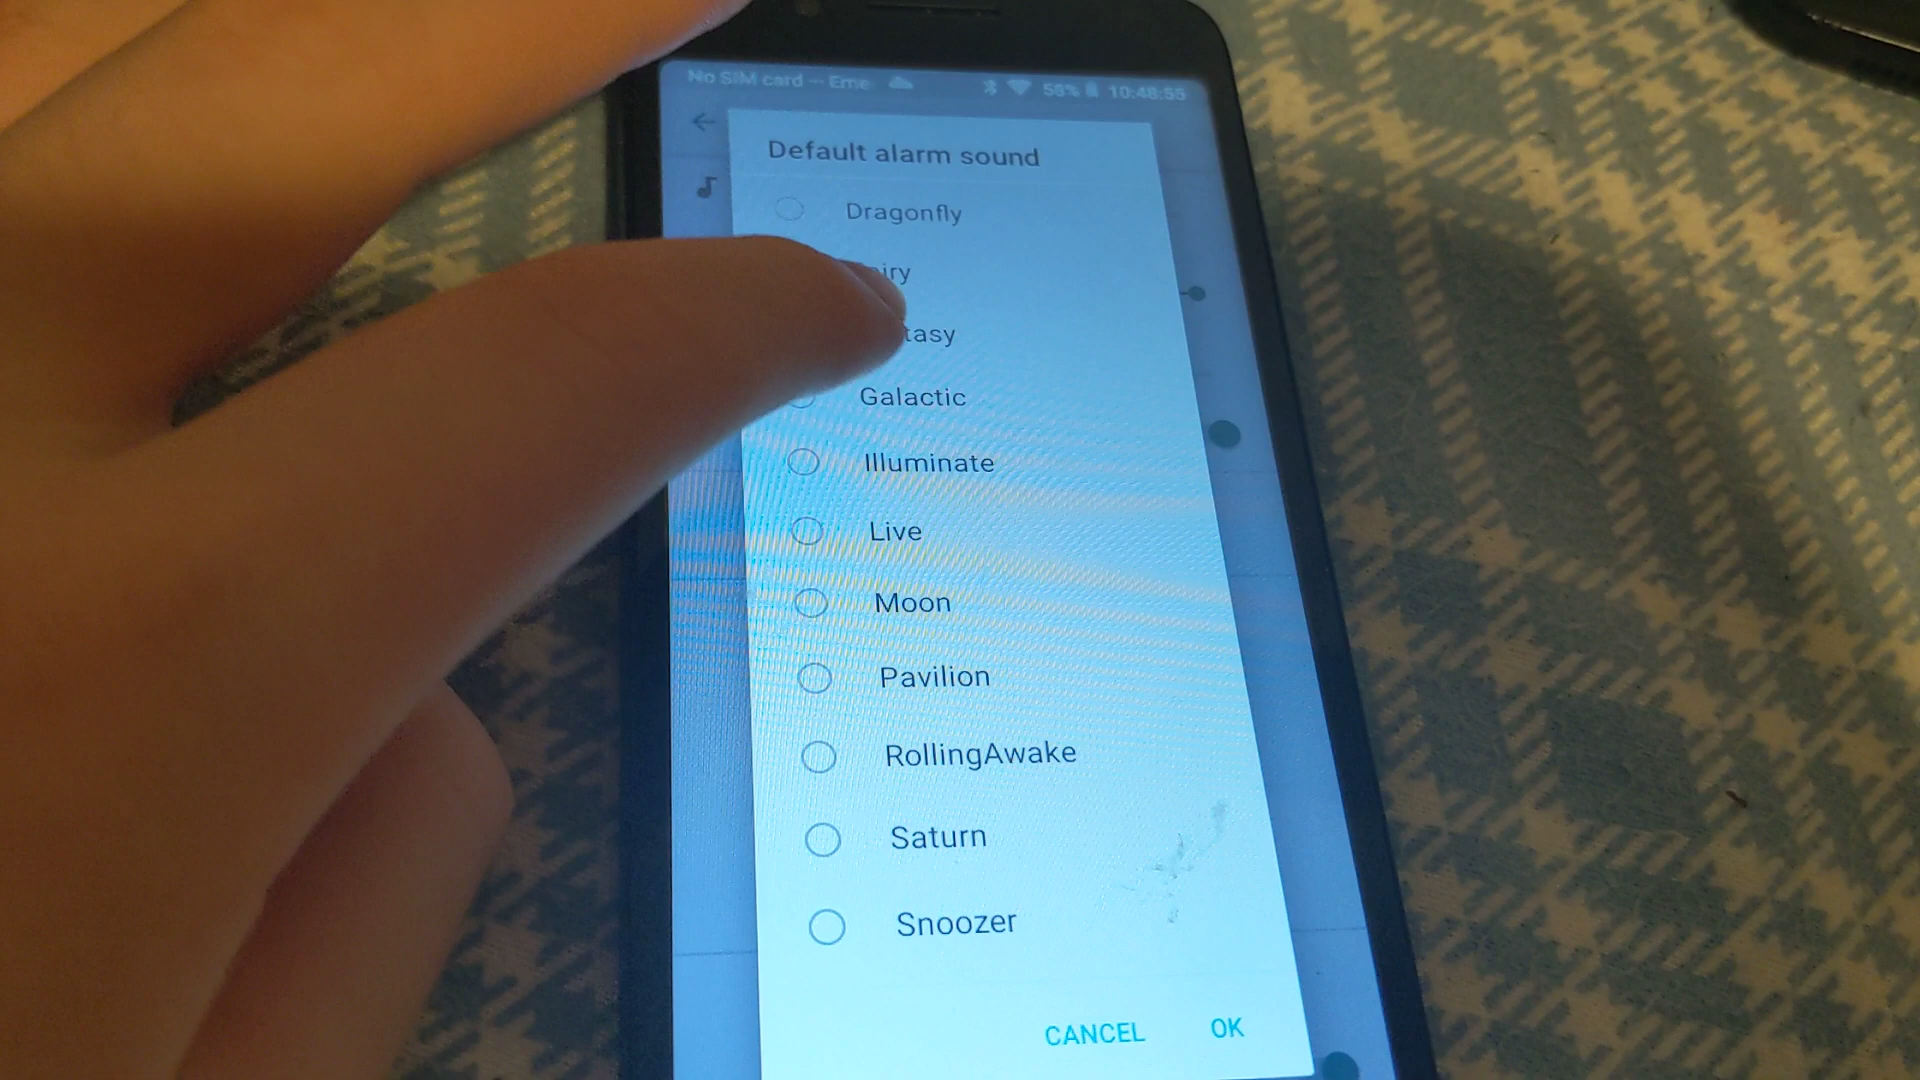 No SIM card — Eme 58% 10:48:55
Default alarm sound
Dragonfly
iry
tasy
Galactic
Illuminate
Live
Moon
Pavilion
RollingAwake
Saturn
Snoozer
CANCEL OK